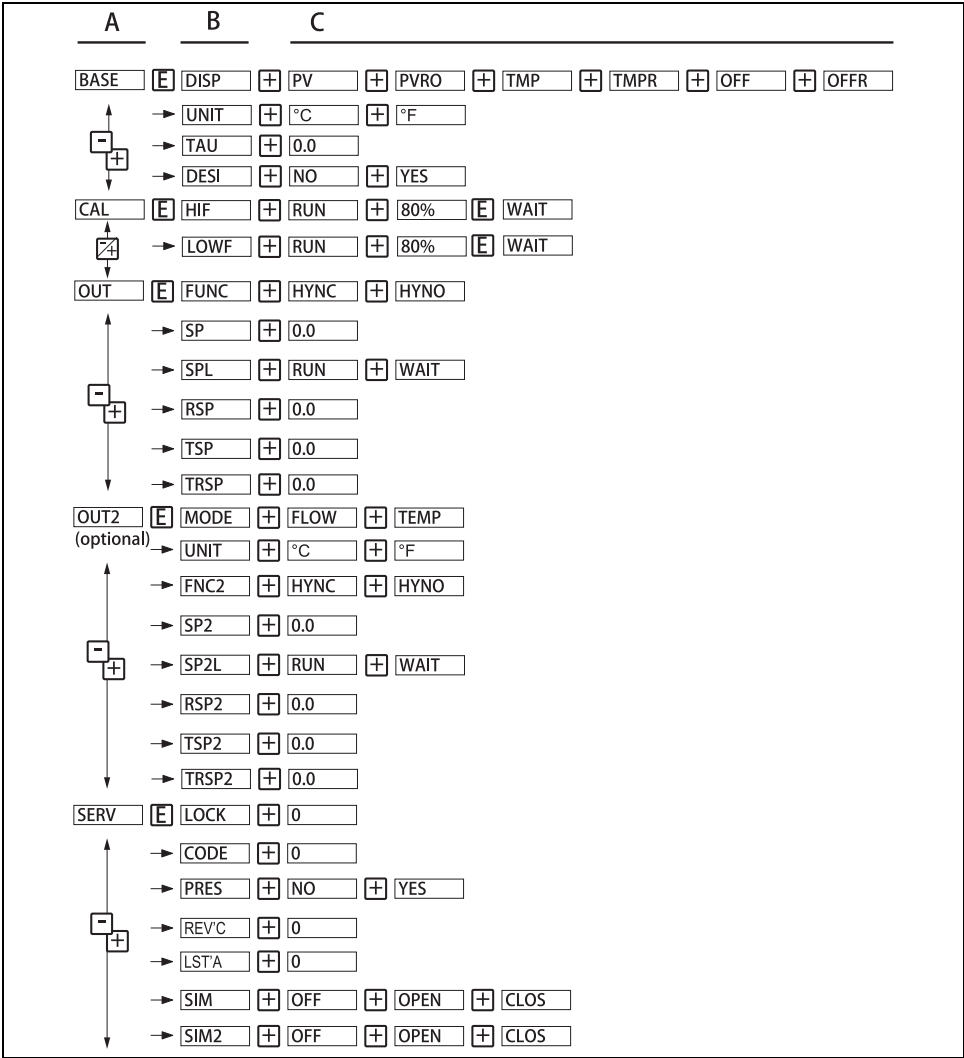 A B C
BASE E DISP + PV + PVRO + TMP + TMPR + OFF + OFFR
→ UNIT + °C + °F
- +
→ TAU + 0.0
→ DESI + NO + YES
CAL E HIF + RUN + 80% E WAIT
-/+ → LOWF + RUN + 80% E WAIT
OUT E FUNC + HYNC + HYNO
→ SP + 0.0
→ SPL + RUN + WAIT
- +
→ RSP + 0.0
→ TSP + 0.0
→ TRSP + 0.0
OUT2 E MODE + FLOW + TEMP
(optional)
→ UNIT + °C + °F
→ FNC2 + HYNC + HYNO
→ SP2 + 0.0
- +
→ SP2L + RUN + WAIT
→ RSP2 + 0.0
→ TSP2 + 0.0
→ TRSP2 + 0.0
SERV E LOCK + 0
→ CODE + 0
→ PRES + NO + YES
- +
→ REV'C + 0
→ LST'A + 0
→ SIM + OFF + OPEN + CLOS
→ SIM2 + OFF + OPEN + CLOS